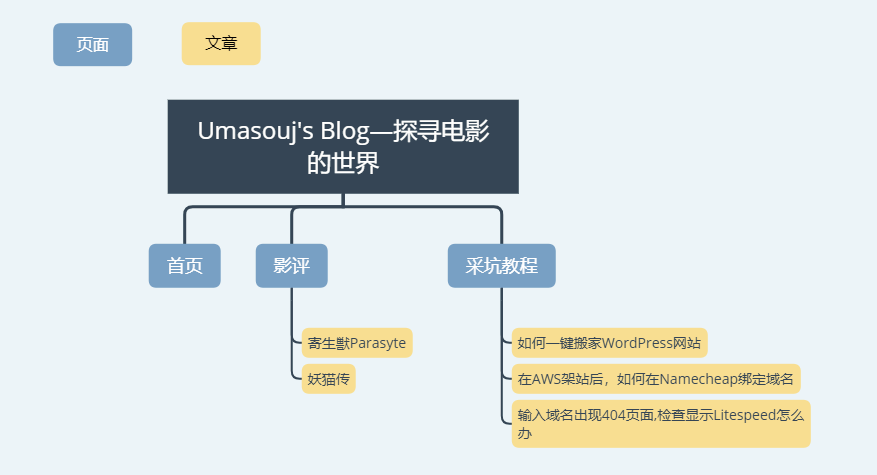 页面
文章
Umasouj's Blog—探寻电影
的世界
首页
影评
采坑教程
寄生獸Parasyte
妖猫传
如何一键搬家WordPress网站
在AWS架站后，如何在Namecheap绑定域名
输入域名出现404页面,检查显示Litespeed怎么
办